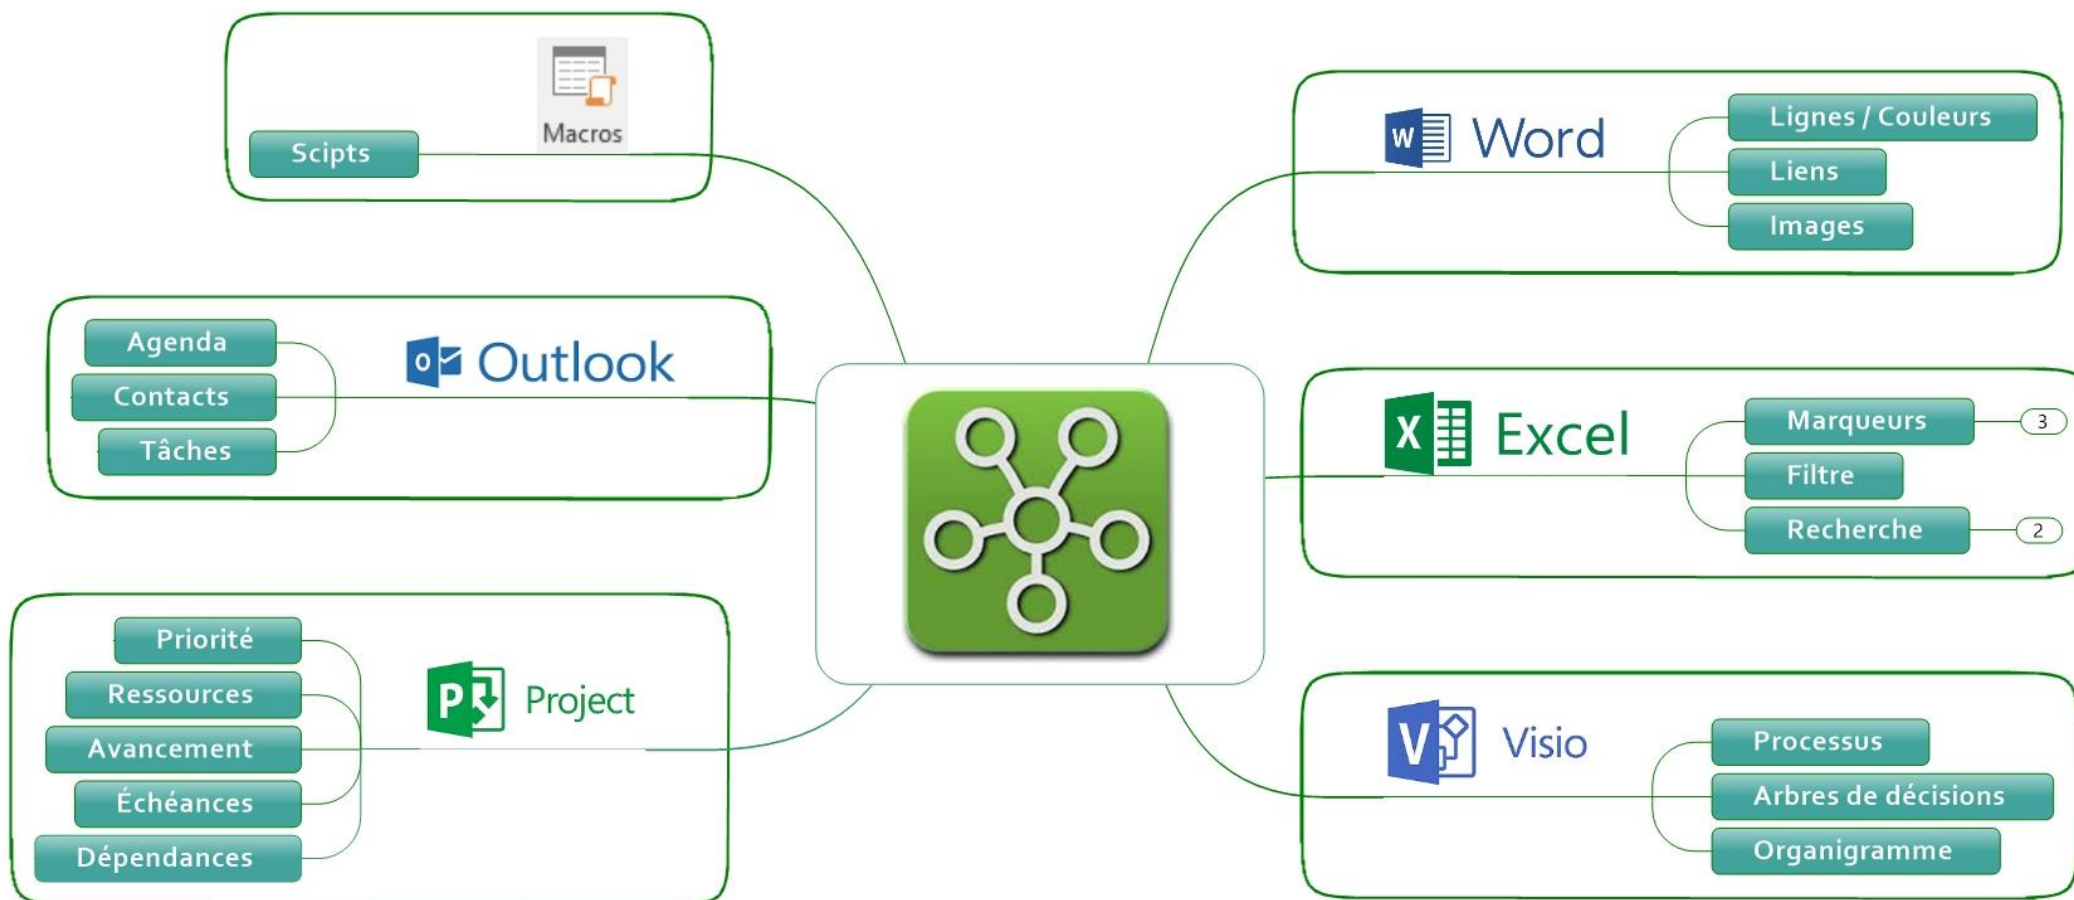 Macros
Scipts
Outlook
Agenda
Contacts
Tâches
Project
Priorité
Ressources
Avancement
Échéances
Dépendances
Word
Lignes / Couleurs
Liens
Images
Excel
Marqueurs
3
Filtre
Recherche
2
Visio
Processus
Arbres de décisions
Organigramme